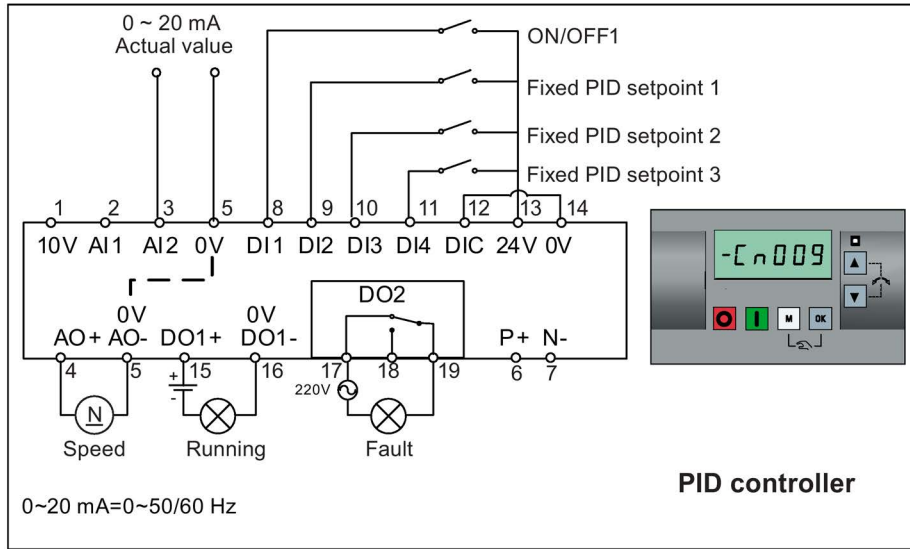 0 ~ 20 mA
Actual value
ON/OFF1
Fixed PID setpoint 1
Fixed PID setpoint 2
Fixed PID setpoint 3
1 2 3 5 8 9 10 11 12 13 14
10V AI1 AI2 0V DI1 DI2 DI3 DI4 DIC 24V 0V
-Cn009
M OK
DO2
0V 0V
AO+ AO- DO1+ DO1- P+ N-
4 5 15 16 17 18 19 6 7
+
-
220V
N
Speed Running Fault
PID controller
0~20 mA=0~50/60 Hz